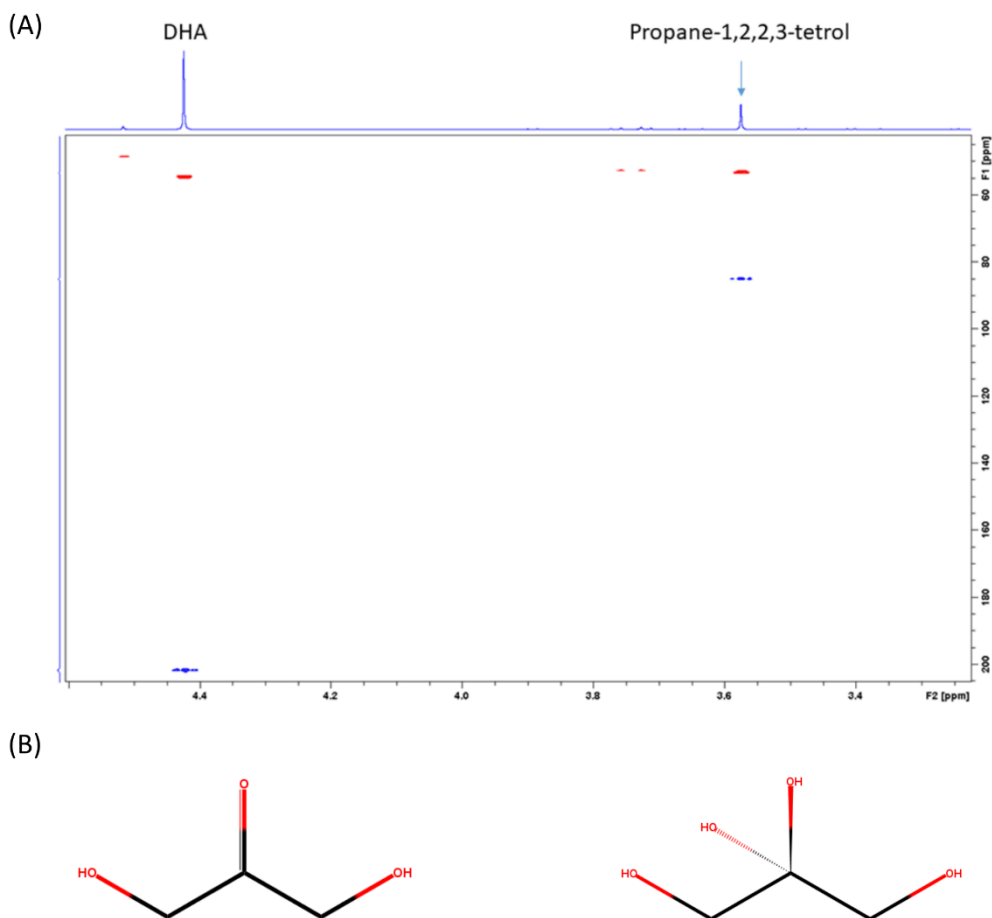 (A)
DHA
Propane-1,2,2,3-tetrol
F1 [ppm]
60
80
100
120
140
160
180
200
4.4
4.2
4.0
3.8
3.6
3.4
F2 [ppm]
(B)
O
HO
OH
OH
HO
HO
OH